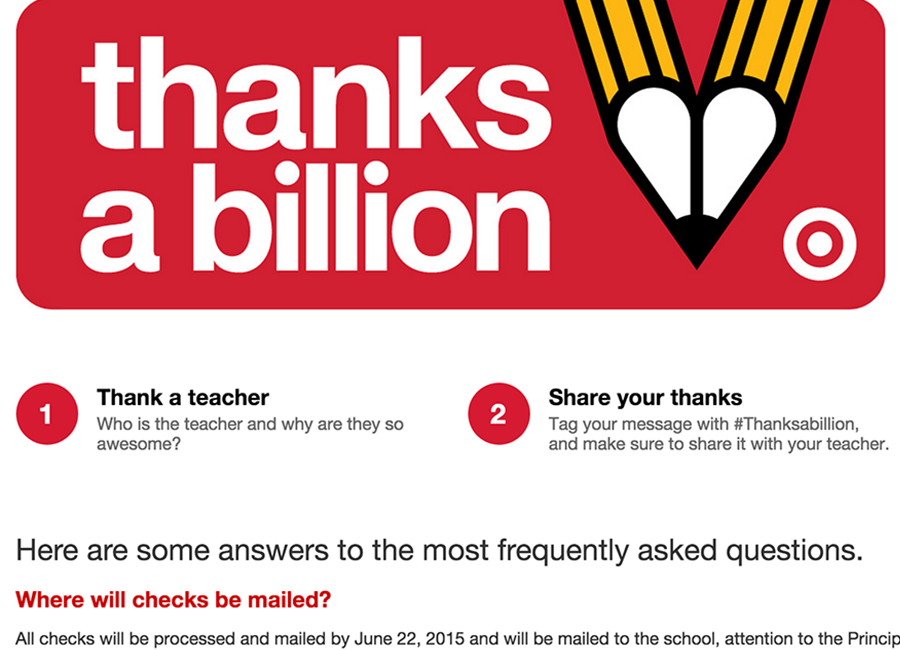 thanks
a billion
1
Thank a teacher
Who is the teacher and why are they so
awesome?
2
Share your thanks
Tag your message with #Thanksabillion,
and make sure to share it with your teacher.
Here are some answers to the most frequently asked questions.
Where will checks be mailed?
All checks will be processed and mailed by June 22, 2015 and will be mailed to the school, attention to the Princip